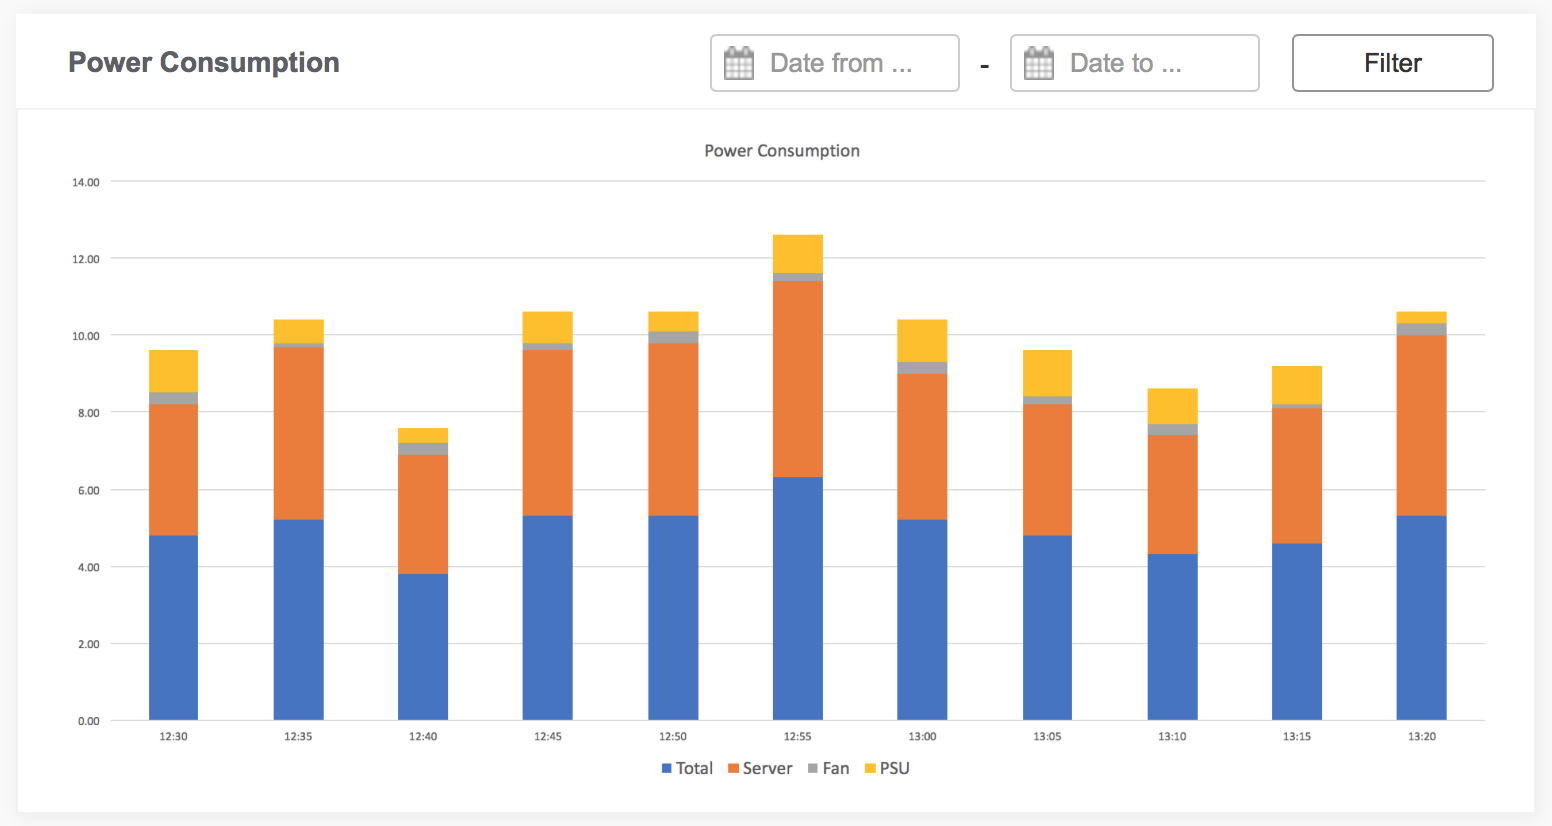 Power Consumption
Date from ... - Date to ... Filter
Power Consumption
14.00
12.00
10.00
8.00
6.00
4.00
2.00
0.00
12:30 12:35 12:40 12:45 12:50 12:55 13:00 13:05 13:10 13:15 13:20
Total Server Fan PSU